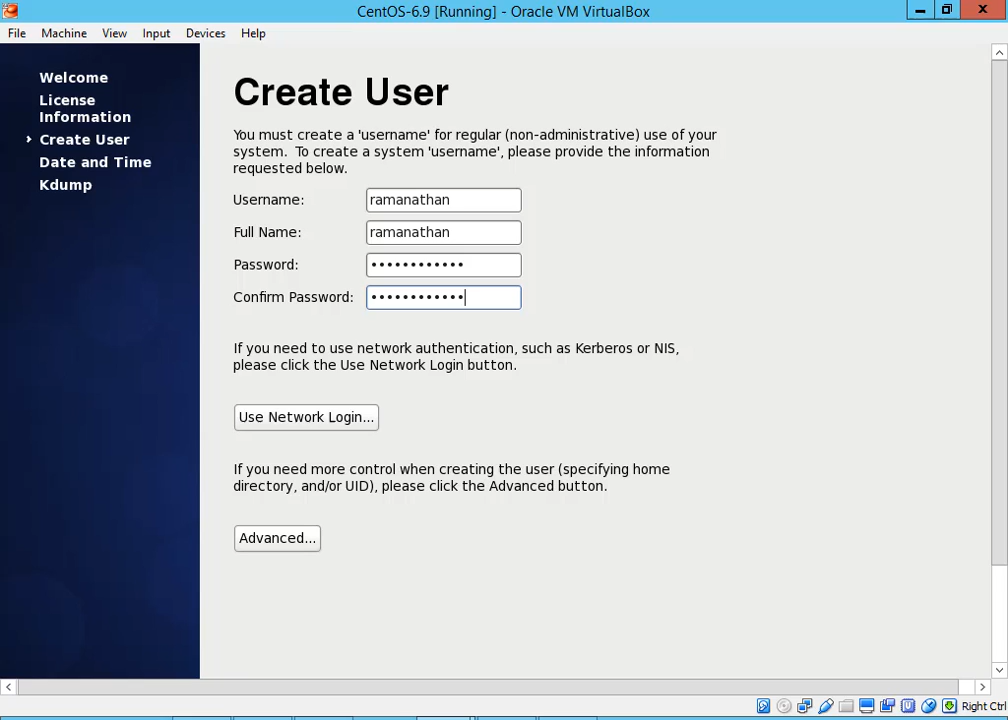 CentOS-6.9 [Running] - Oracle VM VirtualBox
File Machine View Input Devices Help
Welcome
License
Information
Create User
Date and Time
Kdump
Create User
You must create a 'username' for regular (non-administrative) use of your
system.  To create a system 'username', please provide the information
requested below.
Username: ramanathan
Full Name: ramanathan
Password: ••••••••••••
Confirm Password: ••••••••••••
If you need to use network authentication, such as Kerberos or NIS,
please click the Use Network Login button.
Use Network Login...
If you need more control when creating the user (specifying home
directory, and/or UID), please click the Advanced button.
Advanced...
Right Ctrl